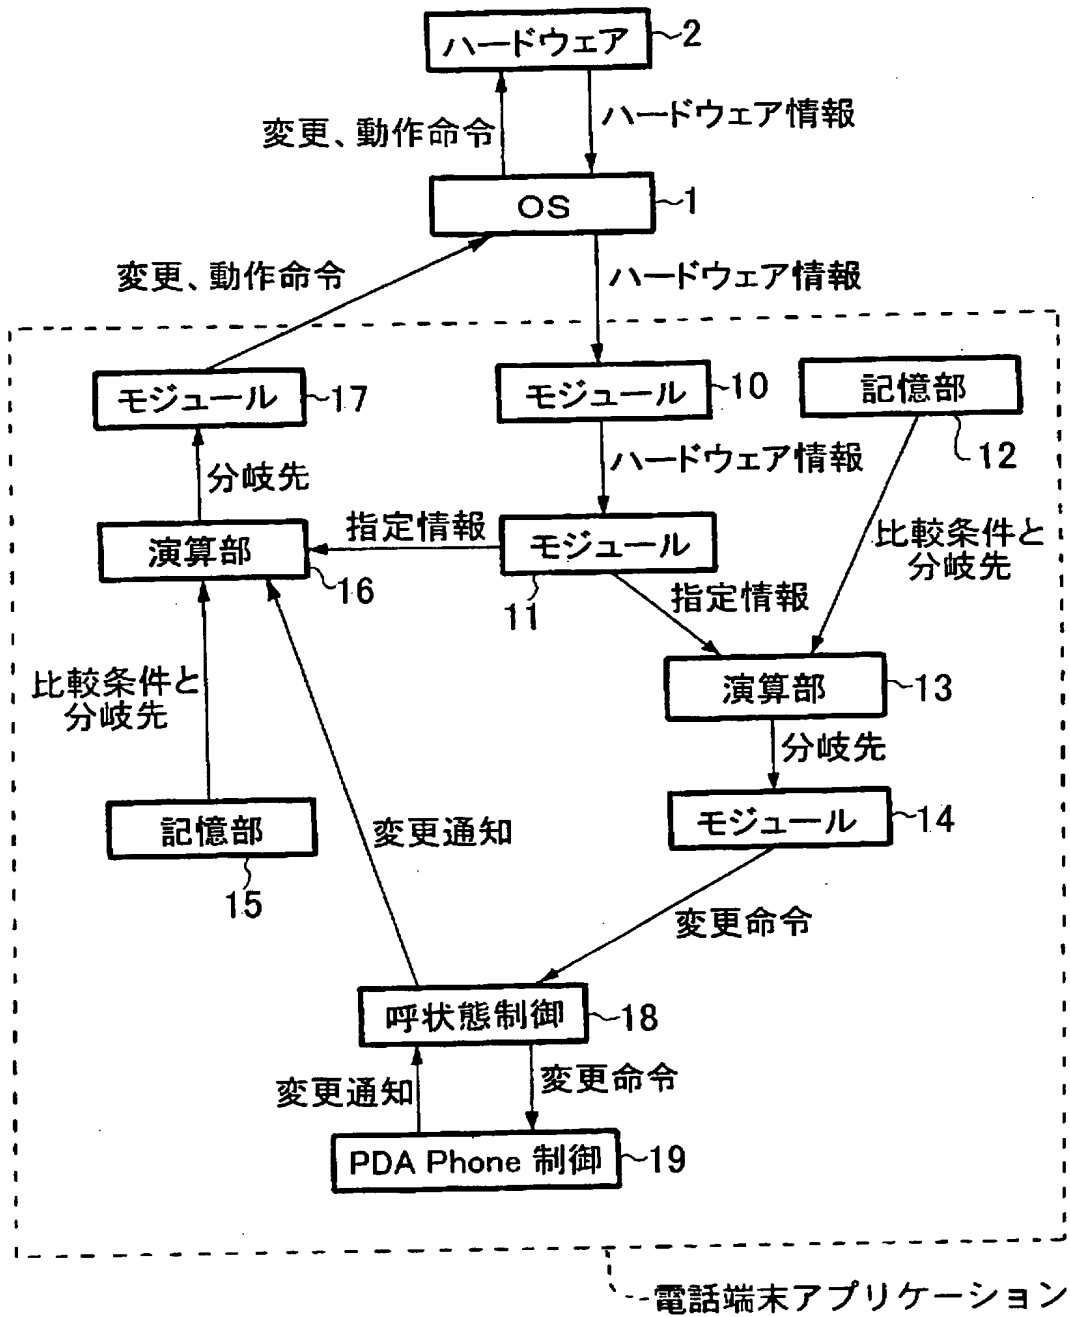 ハードウェア 2
変更、動作命令
ハードウェア情報
OS 1
変更、動作命令
ハードウェア情報
モジュール 17
モジュール 10
記憶部 12
分岐先
ハードウェア情報
演算部 16
指定情報
モジュール 11
比較条件と
分岐先
指定情報
比較条件と
分岐先
演算部 13
分岐先
記憶部 15
変更通知
モジュール 14
変更命令
呼状態制御 18
変更通知
変更命令
PDA Phone 制御 19
電話端末アプリケーション